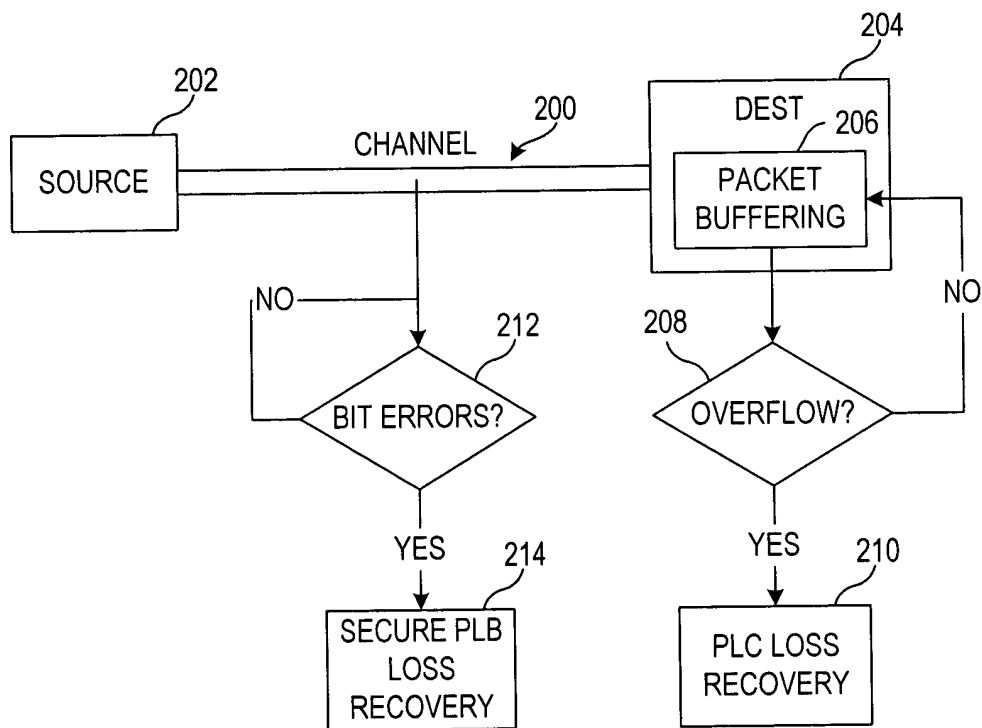 204
202
DEST
200
206
CHANNEL
SOURCE
PACKET
BUFFERING
NO
NO
212
208
BIT ERRORS?
OVERFLOW?
YES
YES
214
210
SECURE PLB
LOSS
RECOVERY
PLC LOSS
RECOVERY